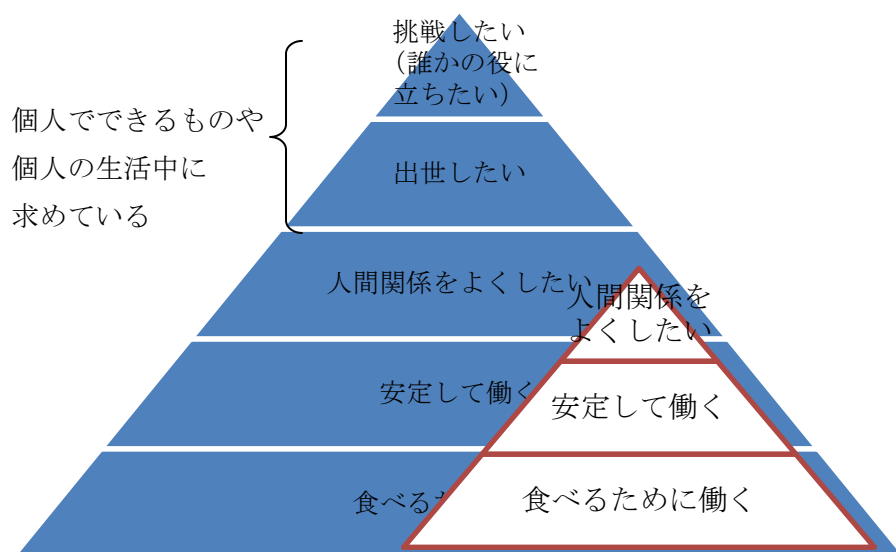 挑戦したい
（誰かの役に
立ちたい）
個人でできるものや
個人の生活中に
求めている
出世したい
人間関係をよくしたい
人間関係を
よくしたい
安定して働く
安定して働く
食べるた
食べるために働く